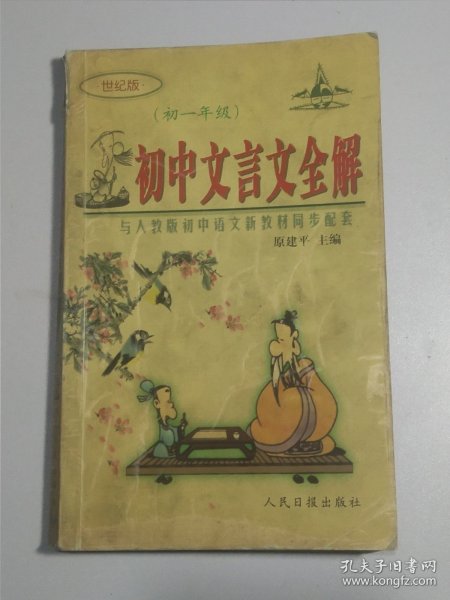 ·世纪版·
(初一年级)
初中文言文全解
与人教版初中语文新教材同步配套
原建平 主编
人民日报出版社
孔夫子旧书网
www.kongfz.com